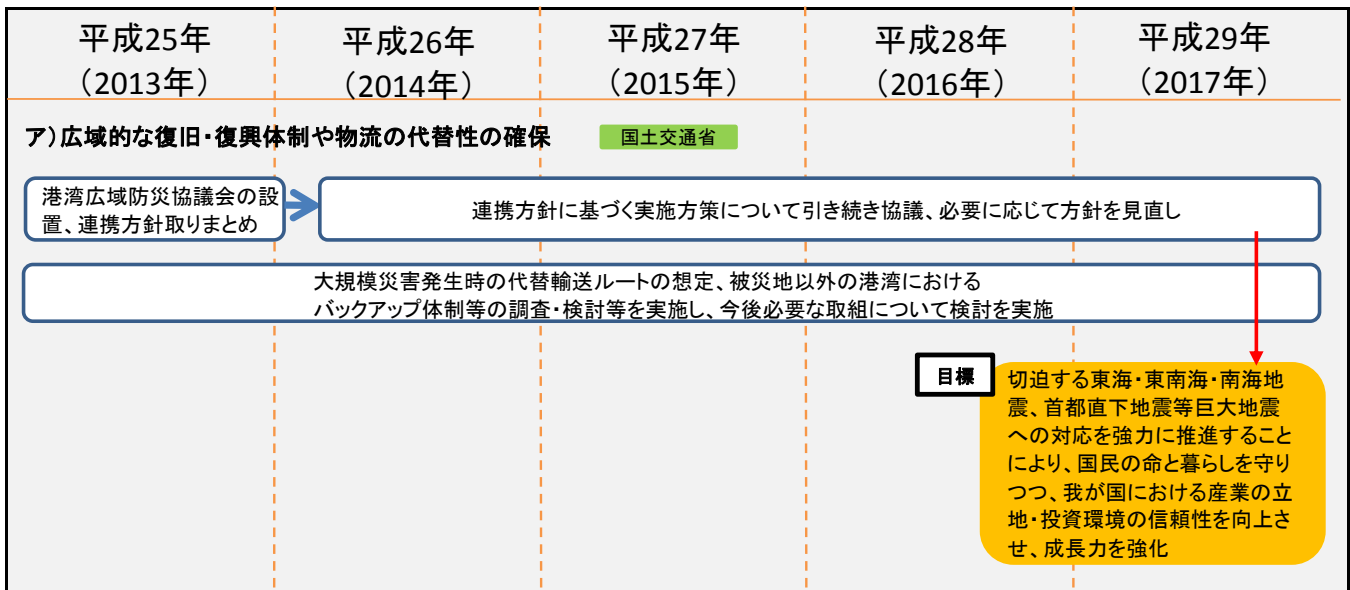 平成25年
(2013年)
平成26年
(2014年)
平成27年
(2015年)
平成28年
(2016年)
平成29年
(2017年)
ア)広域的な復旧・復興体制や物流の代替性の確保
国土交通省
港湾広域防災協議会の設
置、連携方針取りまとめ
連携方針に基づく実施方策について引き続き協議、必要に応じて方針を見直し
大規模災害発生時の代替輸送ルートの想定、被災地以外の港湾における
バックアップ体制等の調査・検討等を実施し、今後必要な取組について検討を実施
目標
切迫する東海・東南海・南海地
震、首都直下地震等巨大地震
への対応を強力に推進すること
により、国民の命と暮らしを守り
つつ、我が国における産業の立
地・投資環境の信頼性を向上さ
せ、成長力を強化